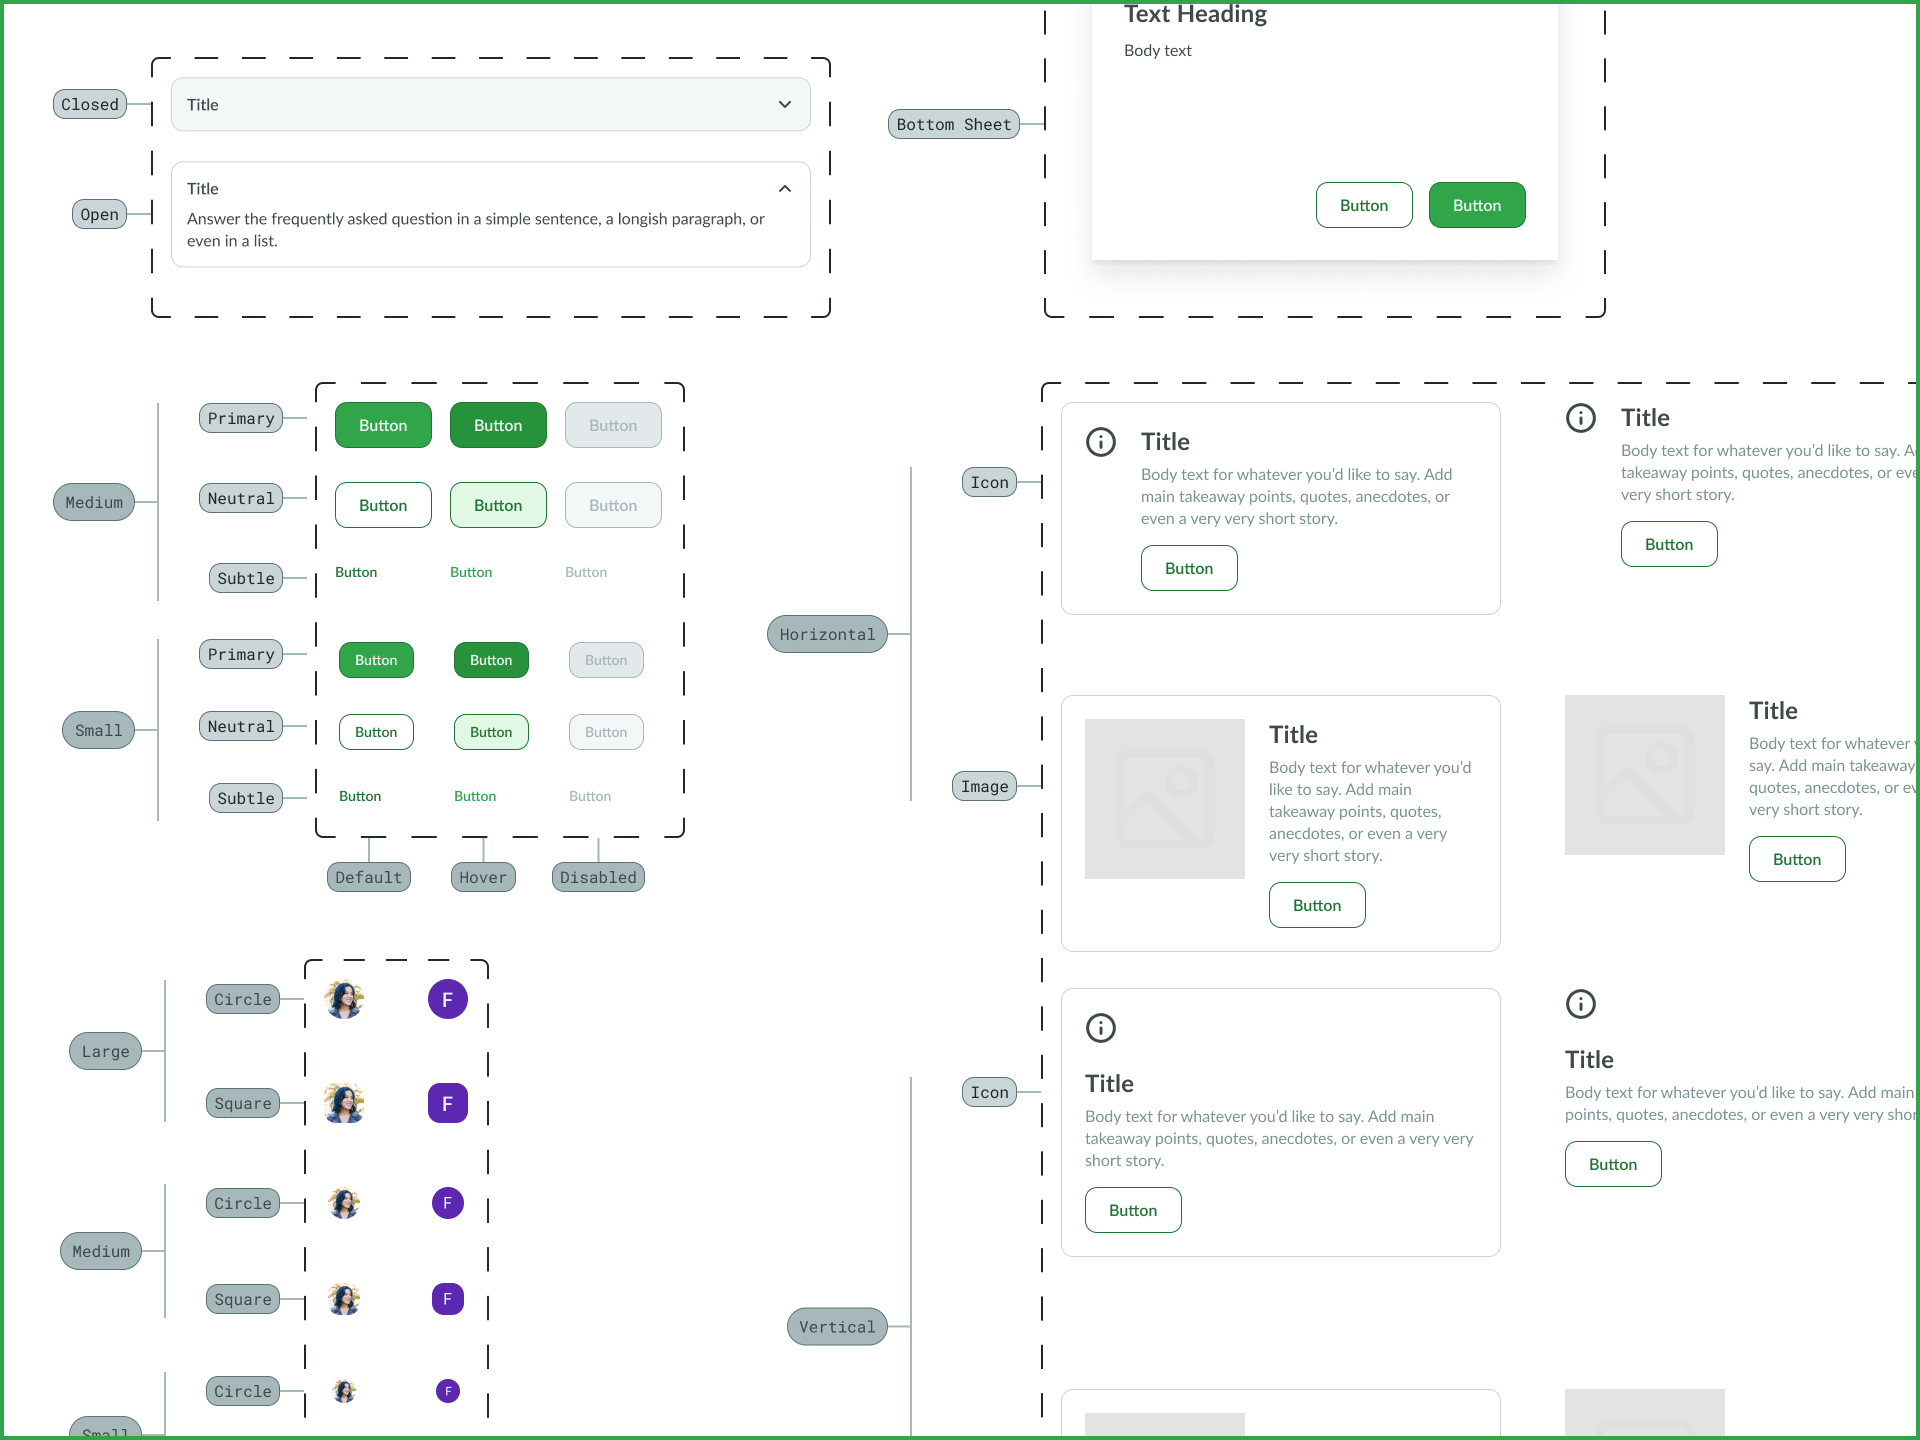 Closed
Title
Open
Title
Answer the frequently asked question in a simple sentence, a longish paragraph, or
even in a list.
Bottom Sheet
Text Heading
Body text
Button
Button
Medium
Primary
Button
Button
Button
Neutral
Button
Button
Button
Subtle
Button
Button
Button
Small
Primary
Button
Button
Button
Neutral
Button
Button
Button
Subtle
Button
Button
Button
Default
Hover
Disabled
Large
Circle
F
Square
F
Medium
Circle
F
Square
F
Small
Circle
F
Horizontal
Icon
Title
Body text for whatever you'd like to say. Add
main takeaway points, quotes, anecdotes, or
even a very very short story.
Button
Title
Body text for whatever you'd like to say. A
takeaway points, quotes, anecdotes, or eve
very short story.
Button
Image
Title
Body text for whatever you'd
like to say. Add main
takeaway points, quotes,
anecdotes, or even a very
very short story.
Button
Title
Body text for whatever
say. Add main takeaway
quotes, anecdotes, or ev
very short story.
Button
Vertical
Icon
Title
Body text for whatever you'd like to say. Add main
takeaway points, quotes, anecdotes, or even a very very
short story.
Button
Title
Body text for whatever you'd like to say. Add main
points, quotes, anecdotes, or even a very very shor
Button